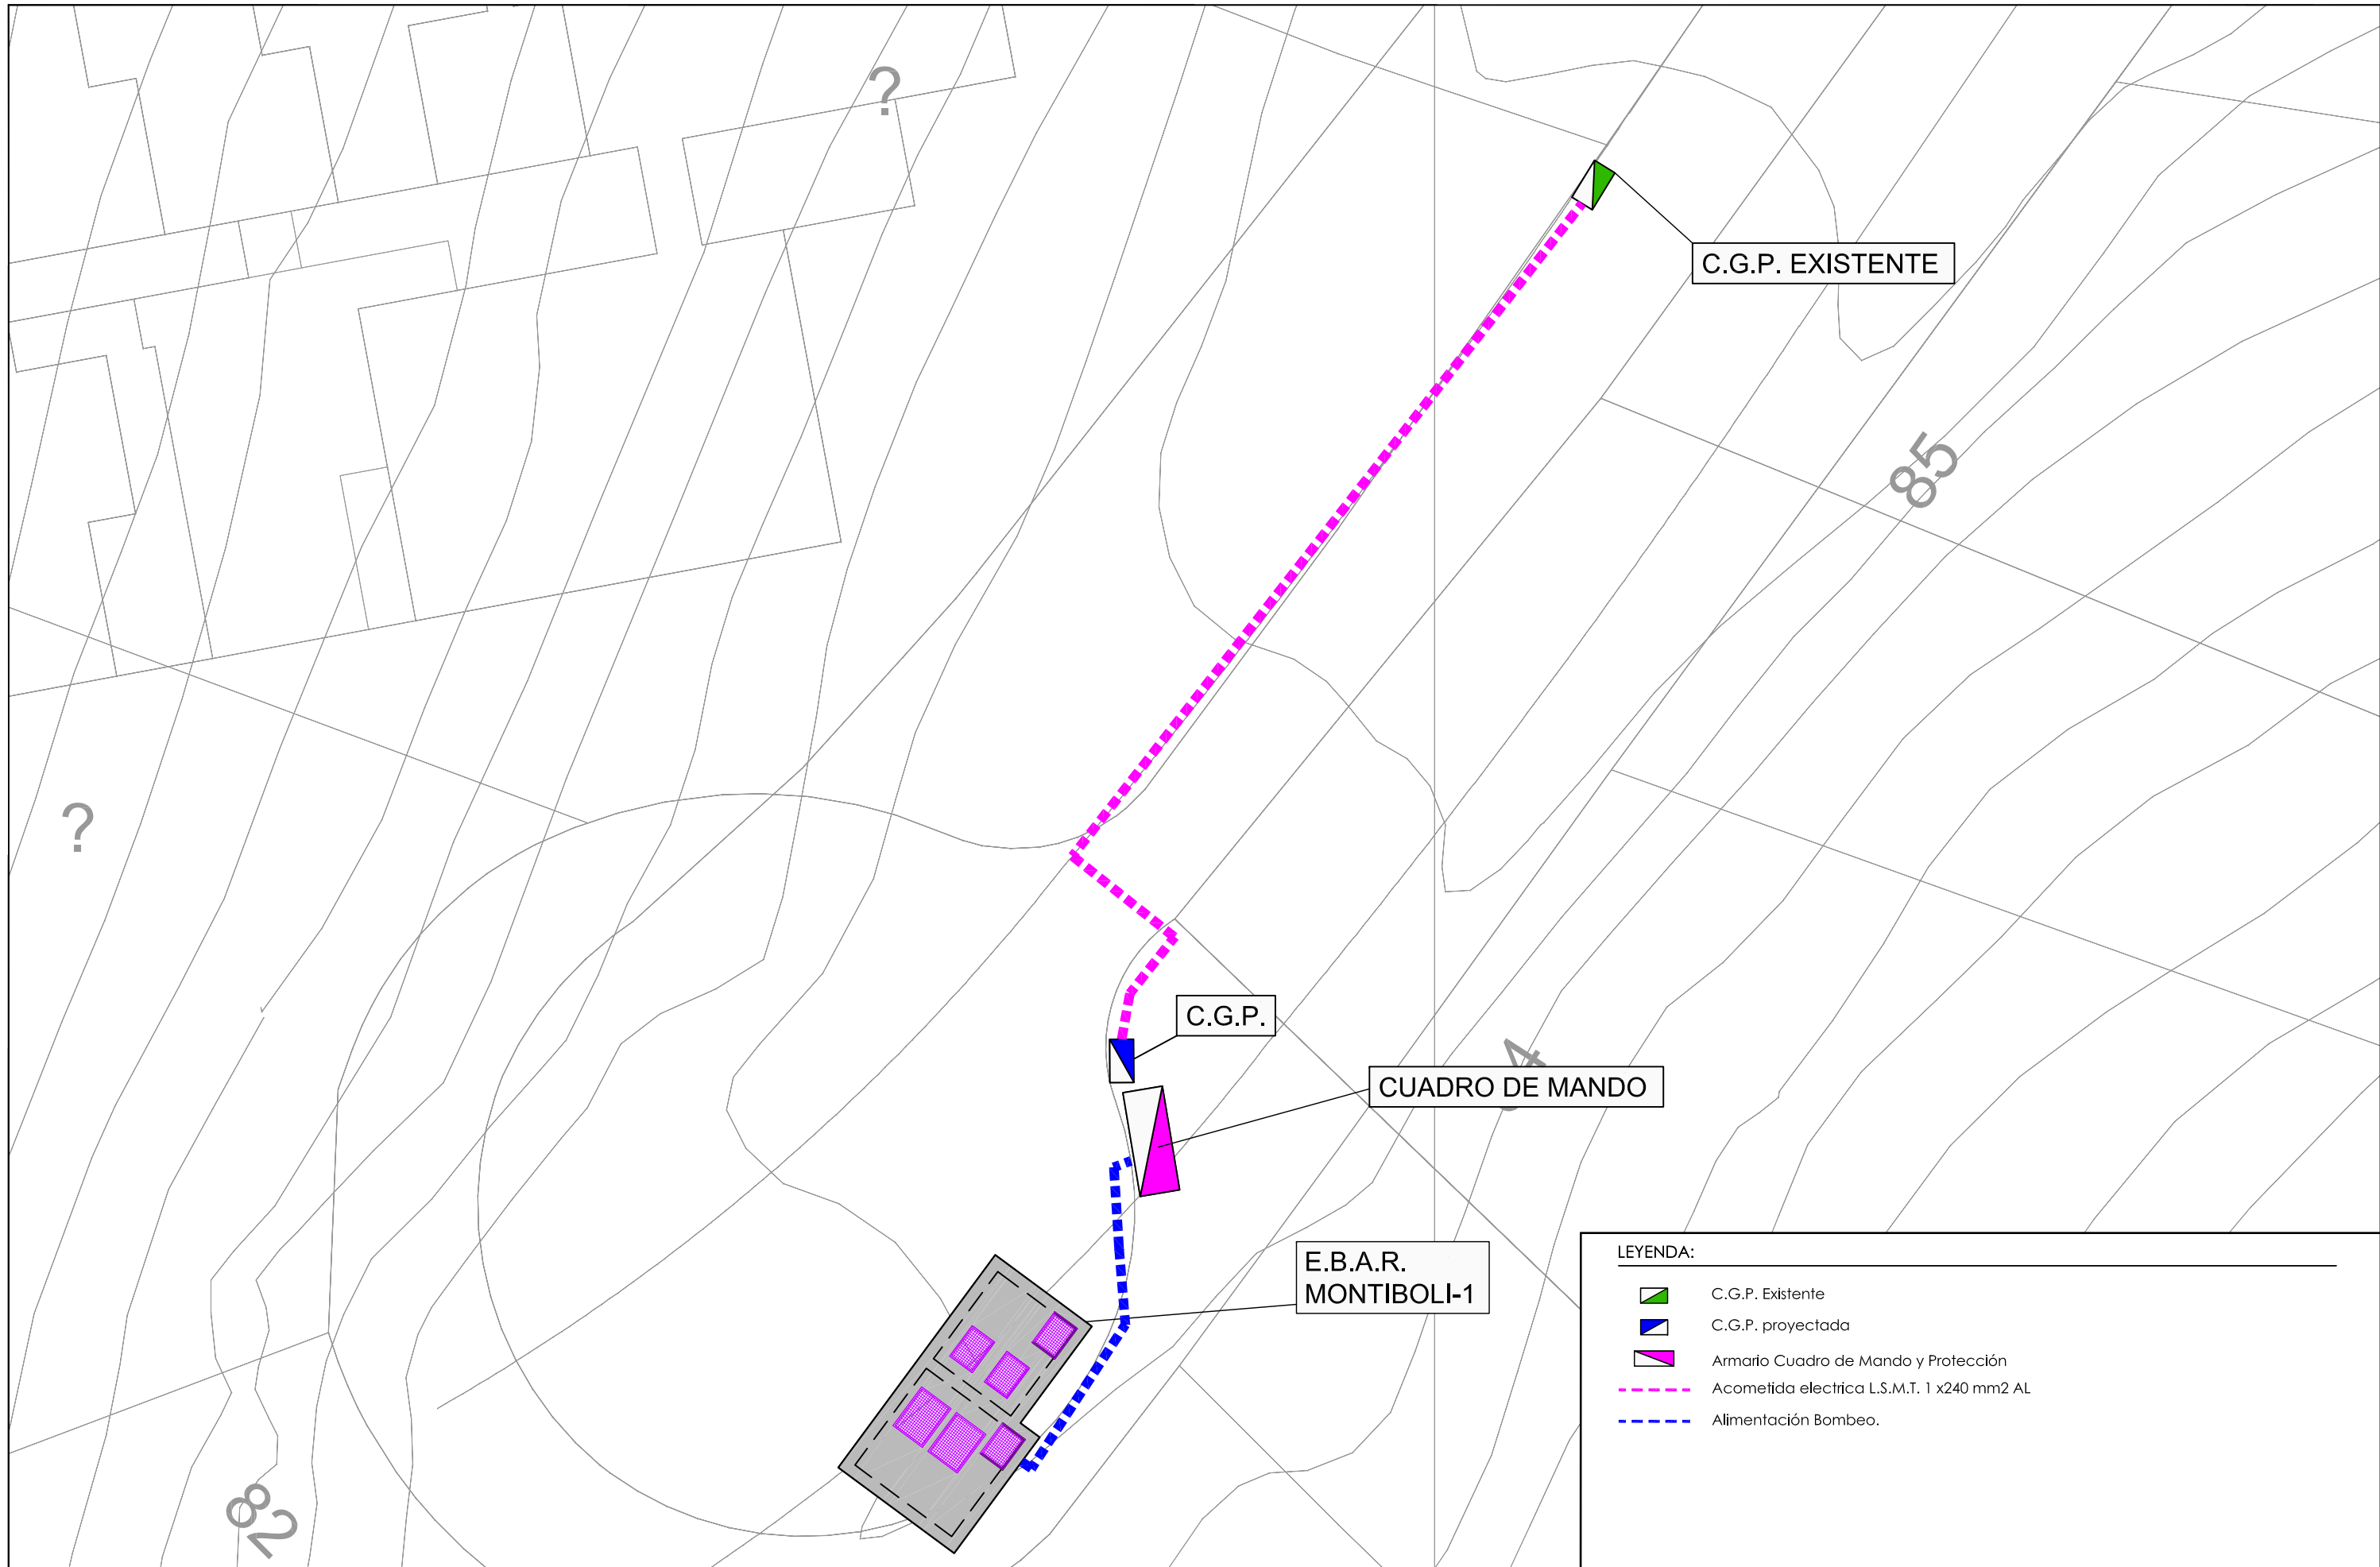 ?
C.G.P. EXISTENTE
85
?
C.G.P.
CUADRO DE MANDO
E.B.A.R.
MONTIBOLI-1
82
LEYENDA:
C.G.P. Existente
C.G.P. proyectada
Armario Cuadro de Mando y Protección
Acometida electrica L.S.M.T. 1 x240 mm2 AL
Alimentación Bombeo.